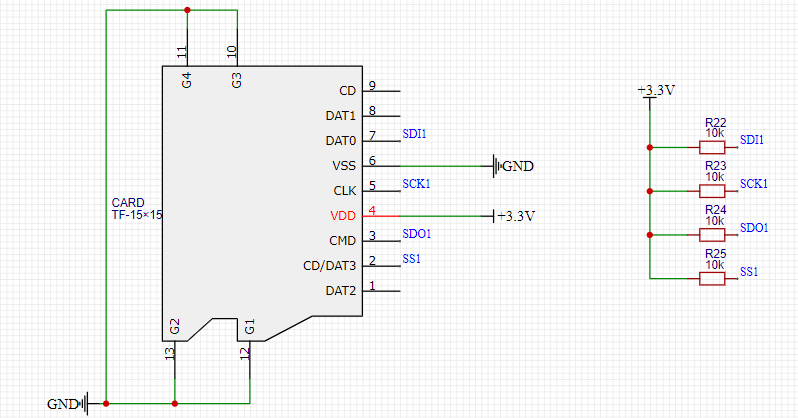 11
10
G4
G3
CD 9
DAT1 8
DAT0 7 SDI1
VSS 6 GND
CLK 5 SCK1
VDD 4 +3.3V
CMD 3 SDO1
CD/DAT3 2 SS1
DAT2 1
CARD
TF-15×15
G2
G1
13
12
GND
+3.3V
R22
10k SDI1
R23
10k SCK1
R24
10k SDO1
R25
10k SS1